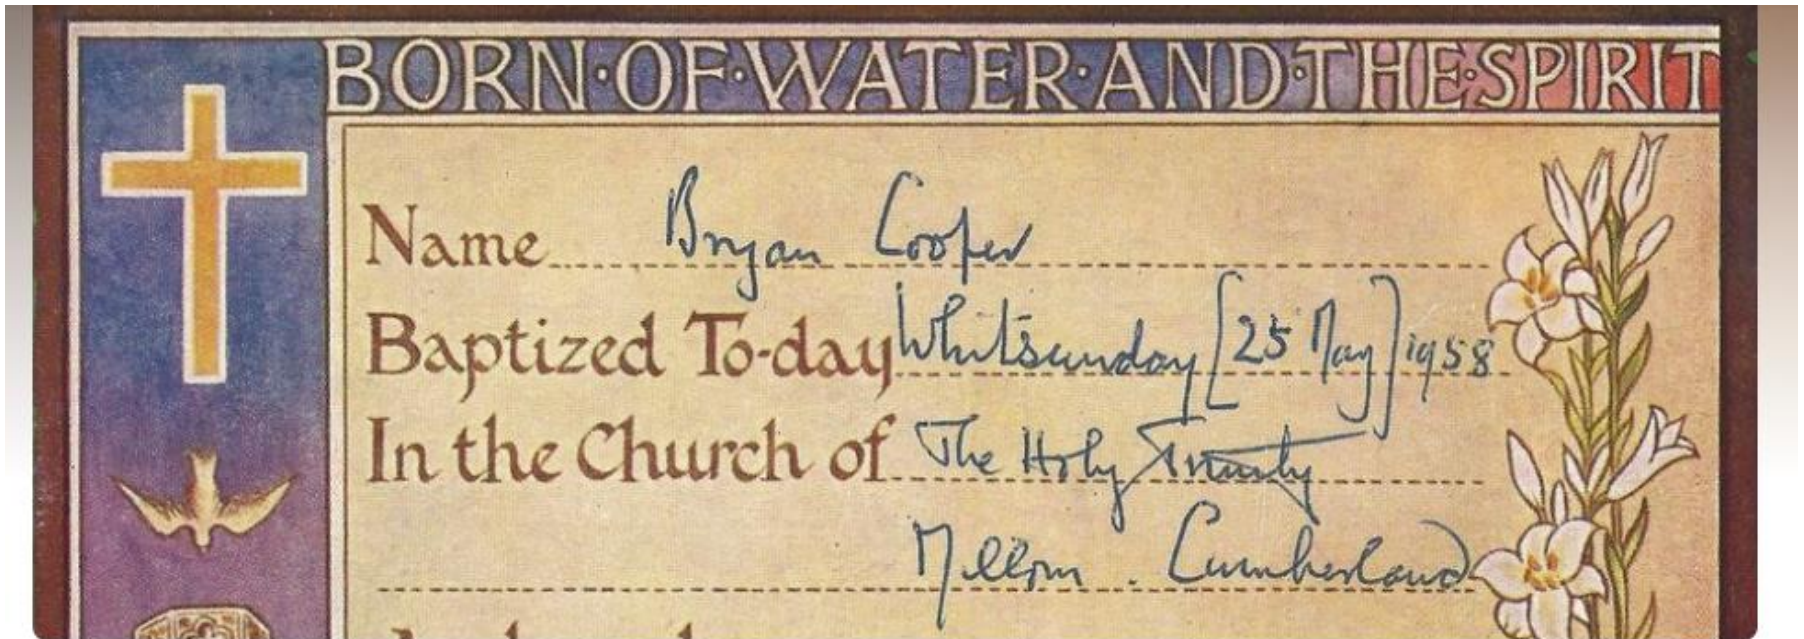 BORN·OF·WATER·AND·THE·SPIRIT
Name Bryan Cooper
Baptized To-day Whitsunday [25 May] 1958
In the Church of The Holy Trinity
Millom . Cumberland